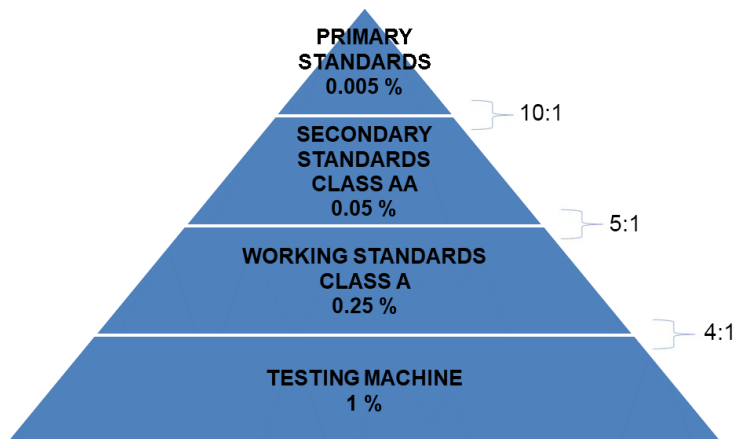 PRIMARY
STANDARDS
0.005 %
10:1
SECONDARY
STANDARDS
CLASS AA
0.05 %
5:1
WORKING STANDARDS
CLASS A
0.25 %
4:1
TESTING MACHINE
1 %